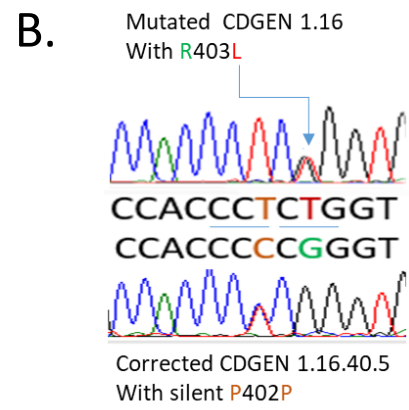 B.
Mutated CDGEN 1.16
With R403L
CCACCCTCTGGT
CCACCCCCGGGT
Corrected CDGEN 1.16.40.5
With silent P402P